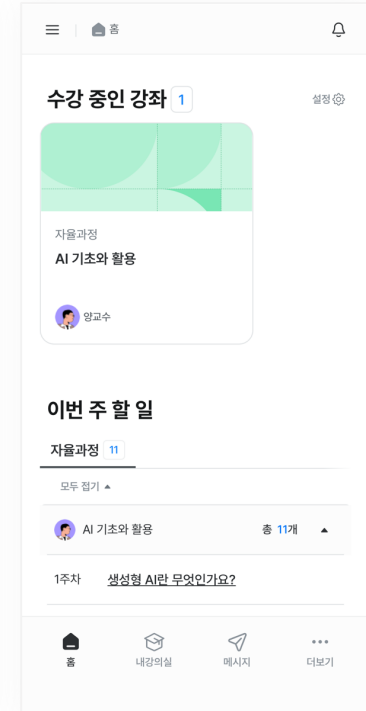 홈
수강 중인 강좌 1
설정
자율과정
AI 기초와 활용
양교수
이번 주 할 일
자율과정 11
모두 접기
AI 기초와 활용 총 11개
1주차 생성형 AI란 무엇인가요?
홈 내강의실 메시지 더보기